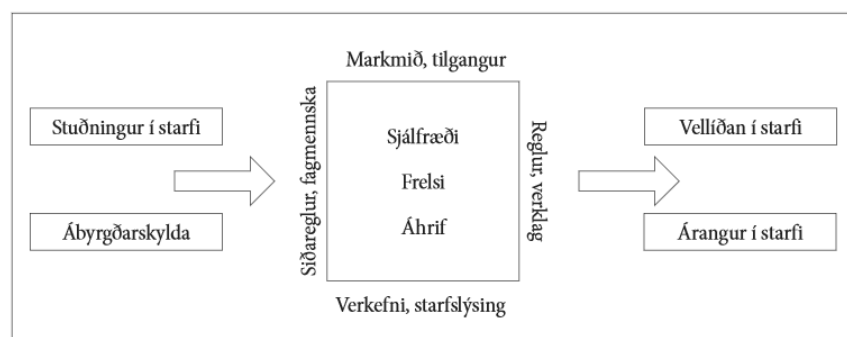 Markmið, tilgangur
Stuðningur í starfi
Ábyrgðarskylda
Siðareglur, fagmennska
Sjálfræði
Frelsi
Áhrif
Reglur, verklag
Verkefni, starfslýsing
Vellíðan í starfi
Árangur í starfi